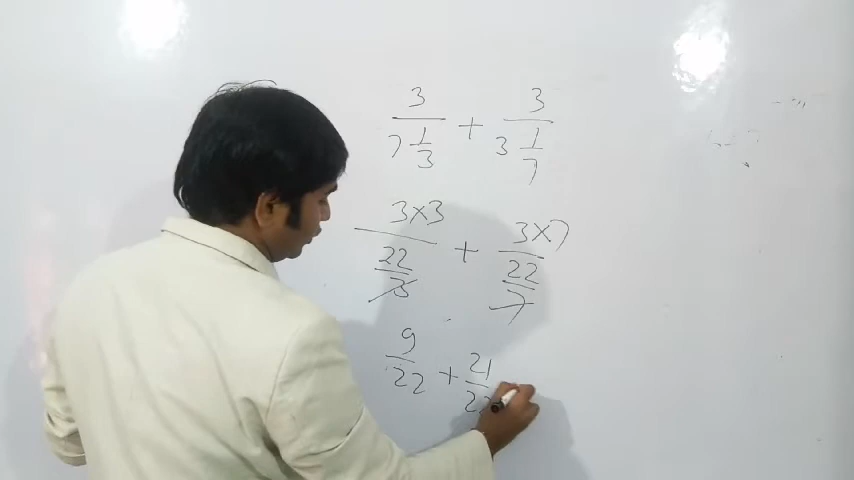 3/(7 1/3) + 3/(3 1/7)
3×3/(22/3) + 3×7/(22/7)
9/22 + 21/22